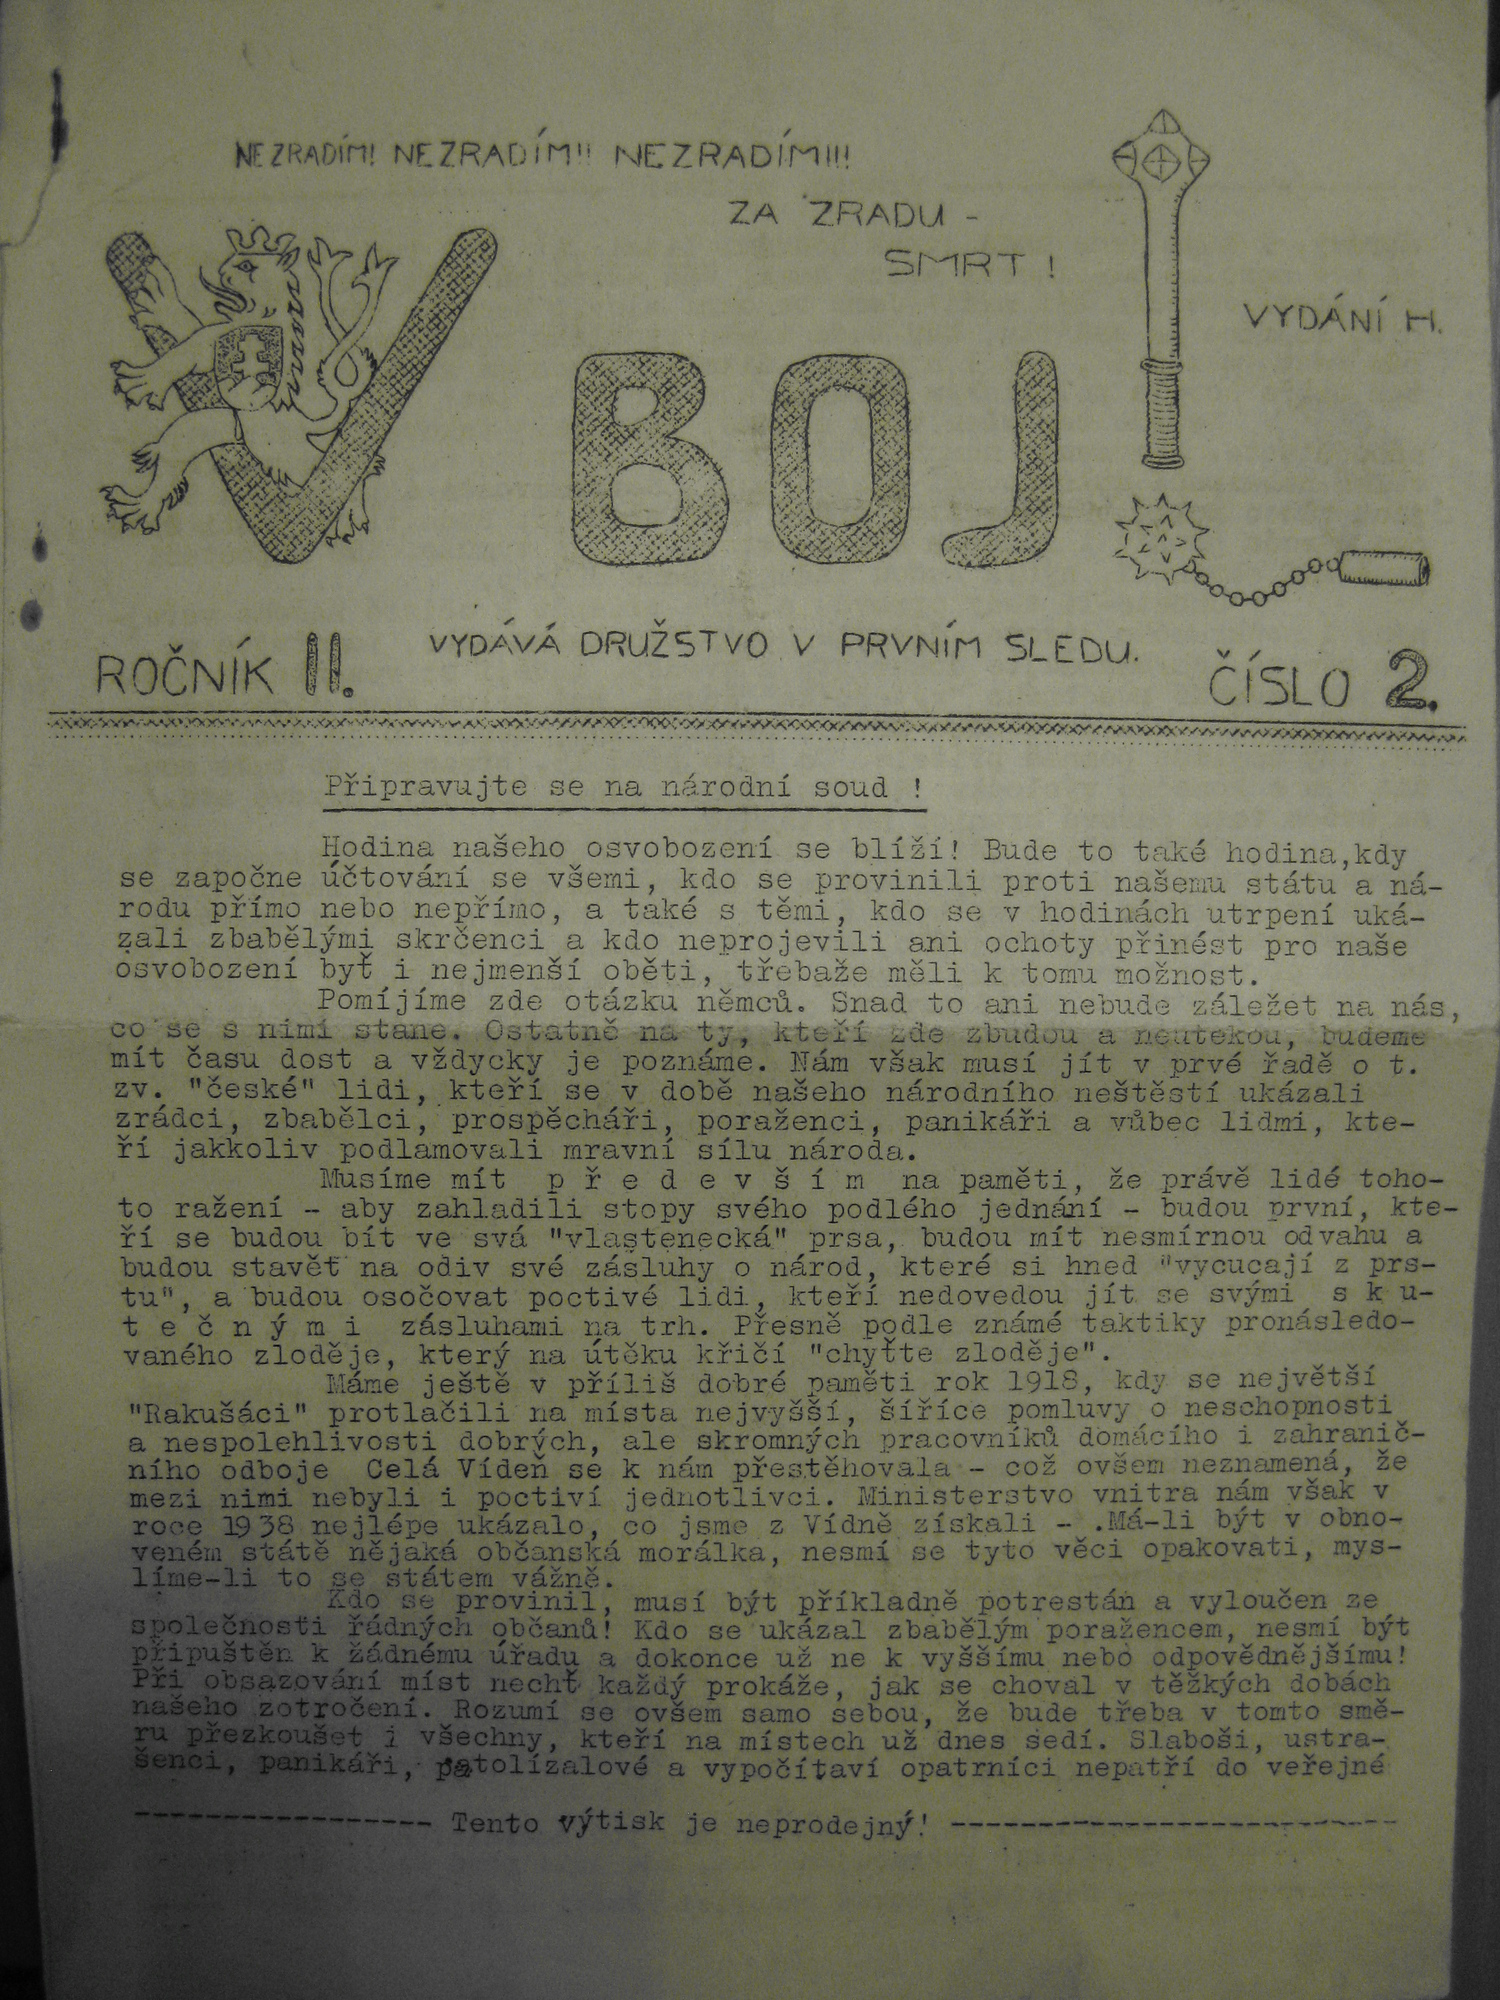 NEZRADÍM! NEZRADÍM!! NEZRADÍM!!!
ZA ZRADU -
SMRT !
VYDÁNÍ H.
V BOJ
VYDÁVÁ DRUŽSTVO V PRVNÍM SLEDU.
ROČNÍK II.
ČÍSLO 2.
Připravujte se na národní soud !
Hodina našeho osvobození se blíží! Bude to také hodina,kdy
se započne účtování se všemi, kdo se provinili proti našemu státu a ná-
rodu přímo nebo nepřímo, a také s těmi, kdo se v hodinách utrpení uká-
zali zbabělými skrčenci a kdo neprojevili ani ochoty přinést pro naše
osvobození byť i nejmenší oběti, třebaže měli k tomu možnost.
Pomíjíme zde otázku němců. Snad to ani nebude záležet na nás,
co se s nimi stane. Ostatně na ty, kteří zde zbudou a neutekou, budeme
mít času dost a vždycky je poznáme. Nám však musí jít v prvé řadě o t.
zv. "české" lidi, kteří se v době našeho národního neštěstí ukázali
zrádci, zbabělci, prospěcháři, poraženci, panikáři a vůbec lidmi, kte-
ří jakkoliv podlamovali mravní sílu národa.
Musíme mít p ř e d e v š í m na paměti, že právě lidé toho-
to ražení - aby zahladili stopy svého podlého jednání - budou první, kte-
ří se budou bít ve svá "vlastenecká" prsa, budou mít nesmírnou odvahu a
budou stavět na odiv své zásluhy o národ, které si hned "vycucají z prs-
tu", a budou osočovat poctivé lidi, kteří nedovedou jít se svými s k u-
t e č n ý m i zásluhami na trh. Přesně podle známé taktiky pronásledo-
vaného zloděje, který na útěku křičí "chyťte zloděje".
Máme ještě v příliš dobré paměti rok 1918, kdy se největší
"Rakušáci" protlačili na místa nejvyšší, šíříce pomluvy o neschopnosti
a nespolehlivosti dobrých, ale skromných pracovníků domácího i zahranič-
ního odboje Celá Vídeň se k nám přestěhovala - což ovšem neznamená, že
mezi nimi nebyli i poctiví jednotlivci. Ministerstvo vnitra nám však v
roce 1938 nejlépe ukázalo, co jsme z Vídně získali - .Má-li být v obno-
veném státě nějaká občanská morálka, nesmí se tyto věci opakovati, mys-
líme-li to se státem vážně.
Kdo se provinil, musí být příkladně potrestán a vyloučen ze
společnosti řádných občanů! Kdo se ukázal zbabělým poražencem, nesmí být
připuštěn k žádnému úřadu a dokonce už ne k vyššímu nebo odpovědnějšímu!
Při obsazování míst nechť každý prokáže, jak se choval v těžkých dobách
našeho zotročení. Rozumí se ovšem samo sebou, že bude třeba v tomto smě-
ru přezkoušet i všechny, kteří na místech už dnes sedí. Slaboši, ustra-
šenci, panikáři, patolízalové a vypočítaví opatrníci nepatří do veřejné
----------------- Tento výtisk je neprodejný! -------------------------